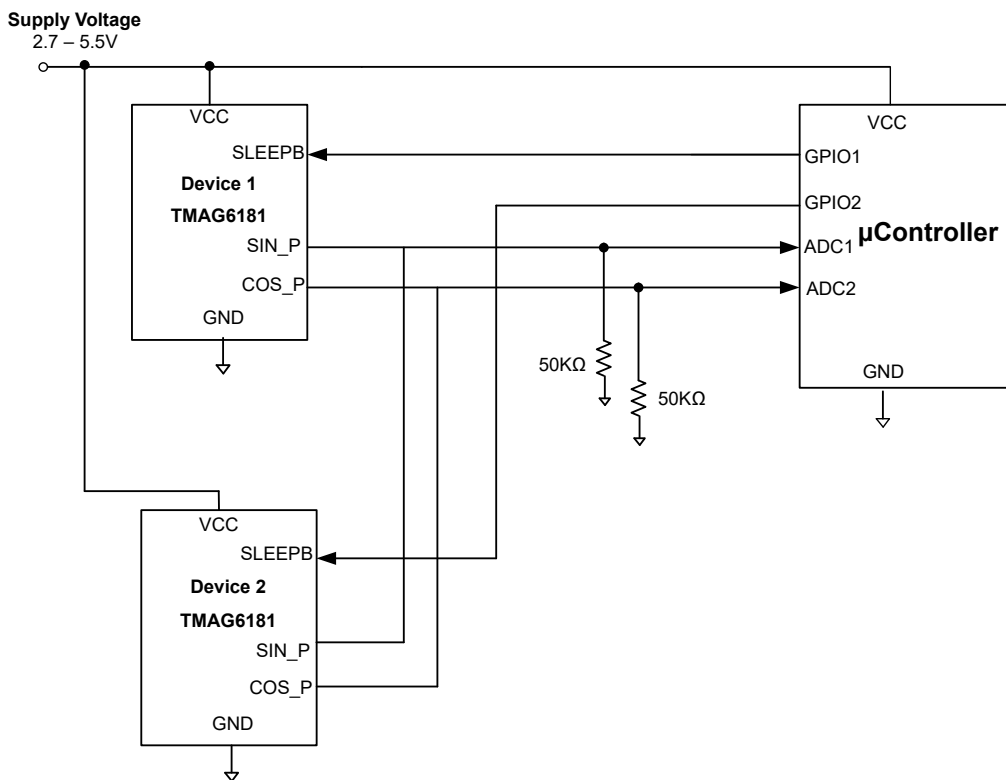 Supply Voltage
2.7 – 5.5V
VCC
SLEEPB
Device 1
TMAG6181
SIN_P
COS_P
GND
VCC
GPIO1
GPIO2
µController
ADC1
ADC2
GND
50KΩ
50KΩ
VCC
SLEEPB
Device 2
TMAG6181
SIN_P
COS_P
GND